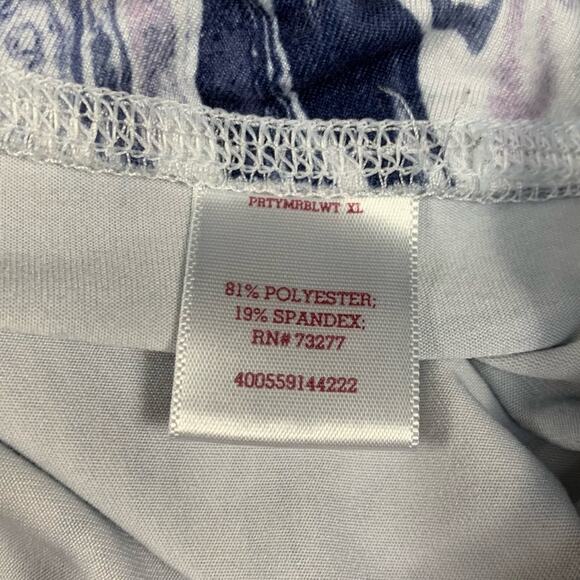 PRTYMRBLWT XL
81% POLYESTER;
19% SPANDEX;
RN# 73277
400559144222